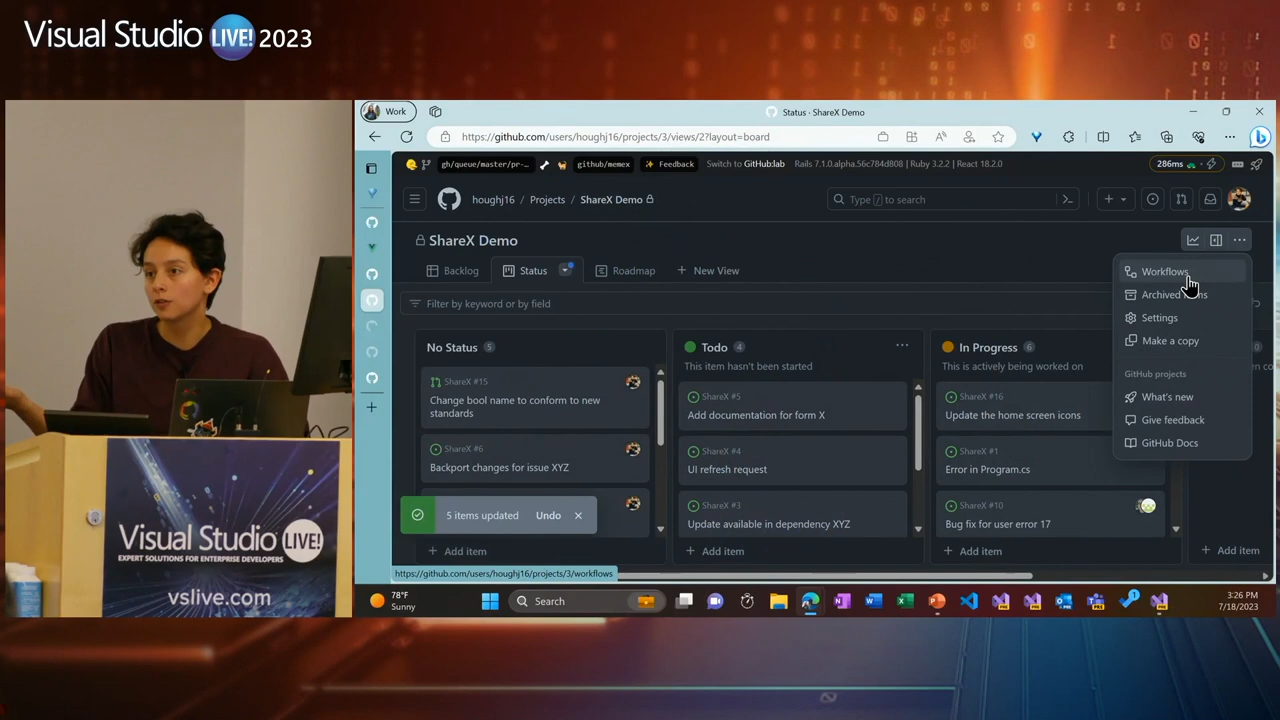 Visual Studio LIVE! 2023
Work
Status · ShareX Demo
https://github.com/users/houghj16/projects/3/views/2?layout=board
gh/queue/master/pr-...
github/memex
Feedback
Switch to GitHub:lab
Rails 7.1.0.alpha.56c784d808 | Ruby 3.2.2 | React 18.2.0
286ms
houghj16 / Projects / ShareX Demo
Type / to search
ShareX Demo
Backlog
Status
Roadmap
+ New View
Filter by keyword or by field
Workflows
Archived
Settings
Make a copy
GitHub projects
What's new
Give feedback
GitHub Docs
No Status 5
ShareX #15
Change bool name to conform to new
standards
ShareX #6
Backport changes for issue XYZ
+ Add item
Todo 4
This item hasn't been started
ShareX #5
Add documentation for form X
ShareX #4
UI refresh request
ShareX #3
Update available in dependency XYZ
+ Add item
In Progress 6
This is actively being worked on
ShareX #16
Update the home screen icons
ShareX #1
Error in Program.cs
ShareX #10
Bug fix for user error 17
+ Add item
+ Add item
5 items updated
Undo
https://github.com/users/houghj16/projects/3/workflows
78°F
Sunny
Search
3:26 PM
7/18/2023
Visual Studio LIVE!
EXPERT SOLUTIONS FOR ENTERPRISE DEVELOPERS
vslive.com